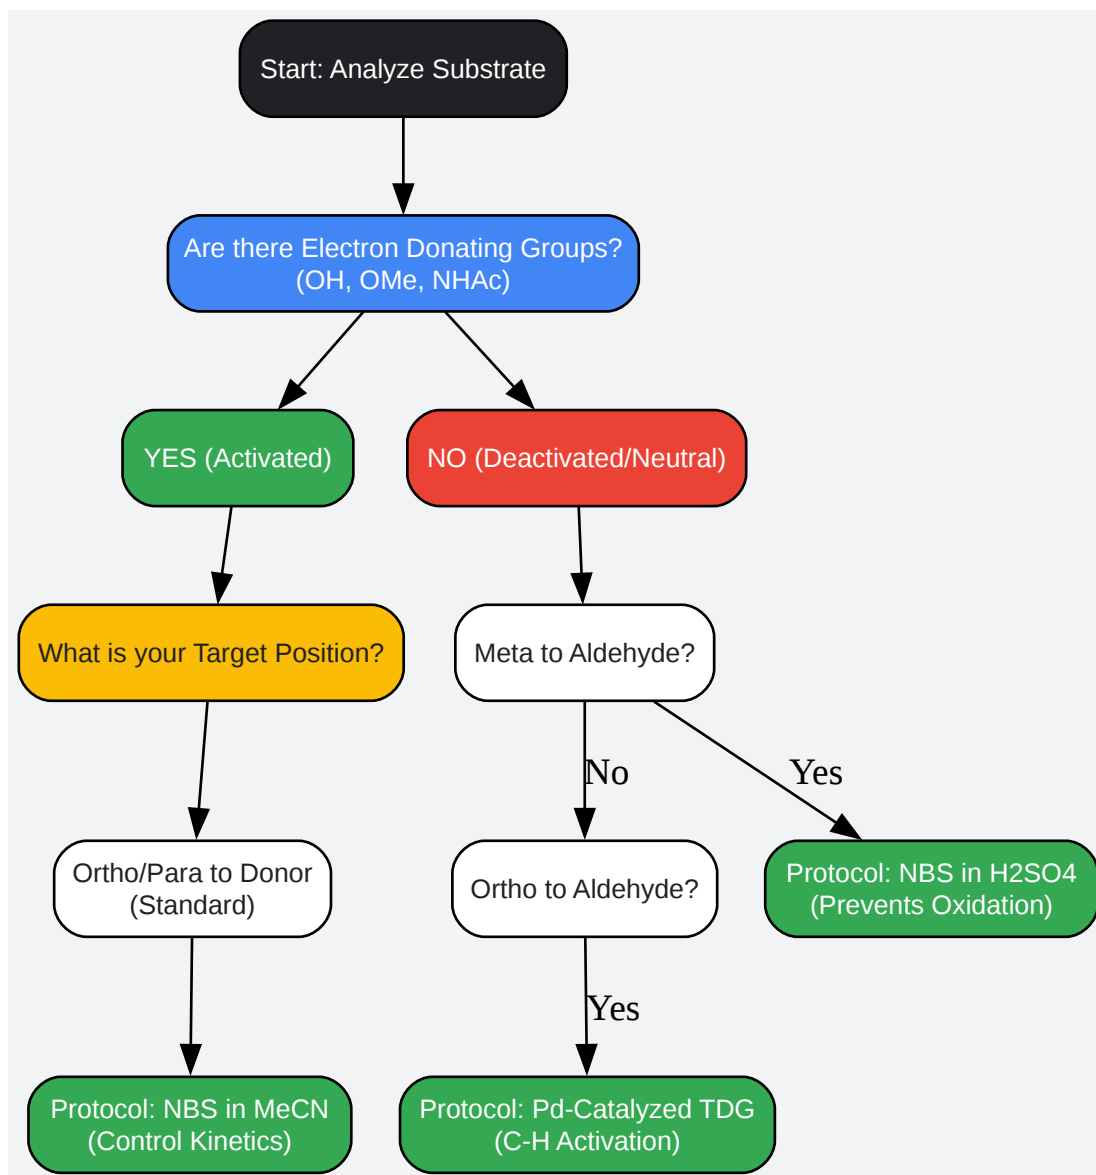 Start: Analyze Substrate
Are there Electron Donating Groups?
(OH, OMe, NHAc)
YES (Activated)
NO (Deactivated/Neutral)
What is your Target Position?
Meta to Aldehyde?
No
Yes
Ortho/Para to Donor
(Standard)
Ortho to Aldehyde?
Protocol: NBS in H2SO4
(Prevents Oxidation)
Yes
Protocol: NBS in MeCN
(Control Kinetics)
Protocol: Pd-Catalyzed TDG
(C-H Activation)